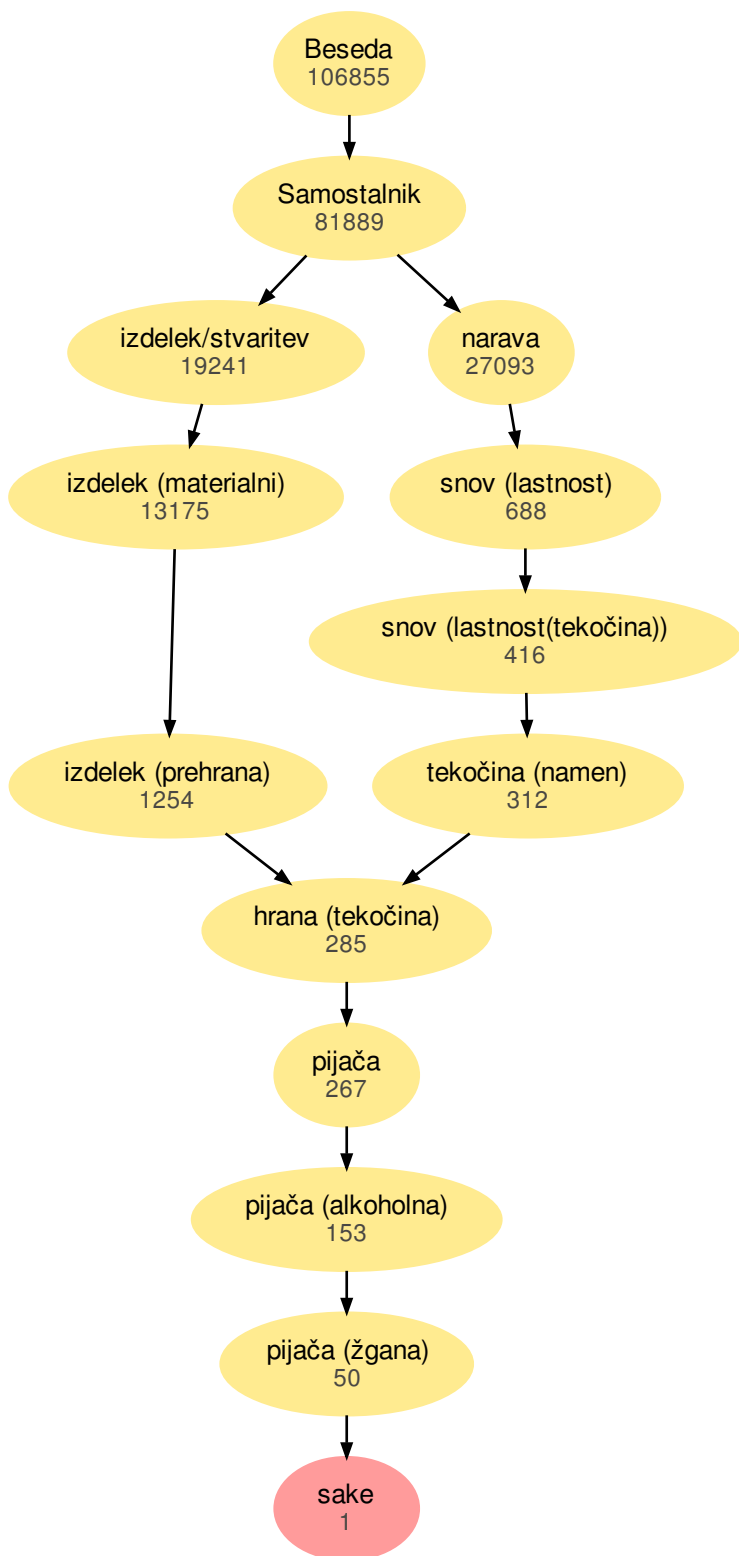 Beseda
106855
Samostalnik
81889
izdelek/stvaritev
19241
narava
27093
izdelek (materialni)
13175
snov (lastnost)
688
snov (lastnost(tekočina))
416
izdelek (prehrana)
1254
tekočina (namen)
312
hrana (tekočina)
285
pijača
267
pijača (alkoholna)
153
pijača (žgana)
50
sake
1